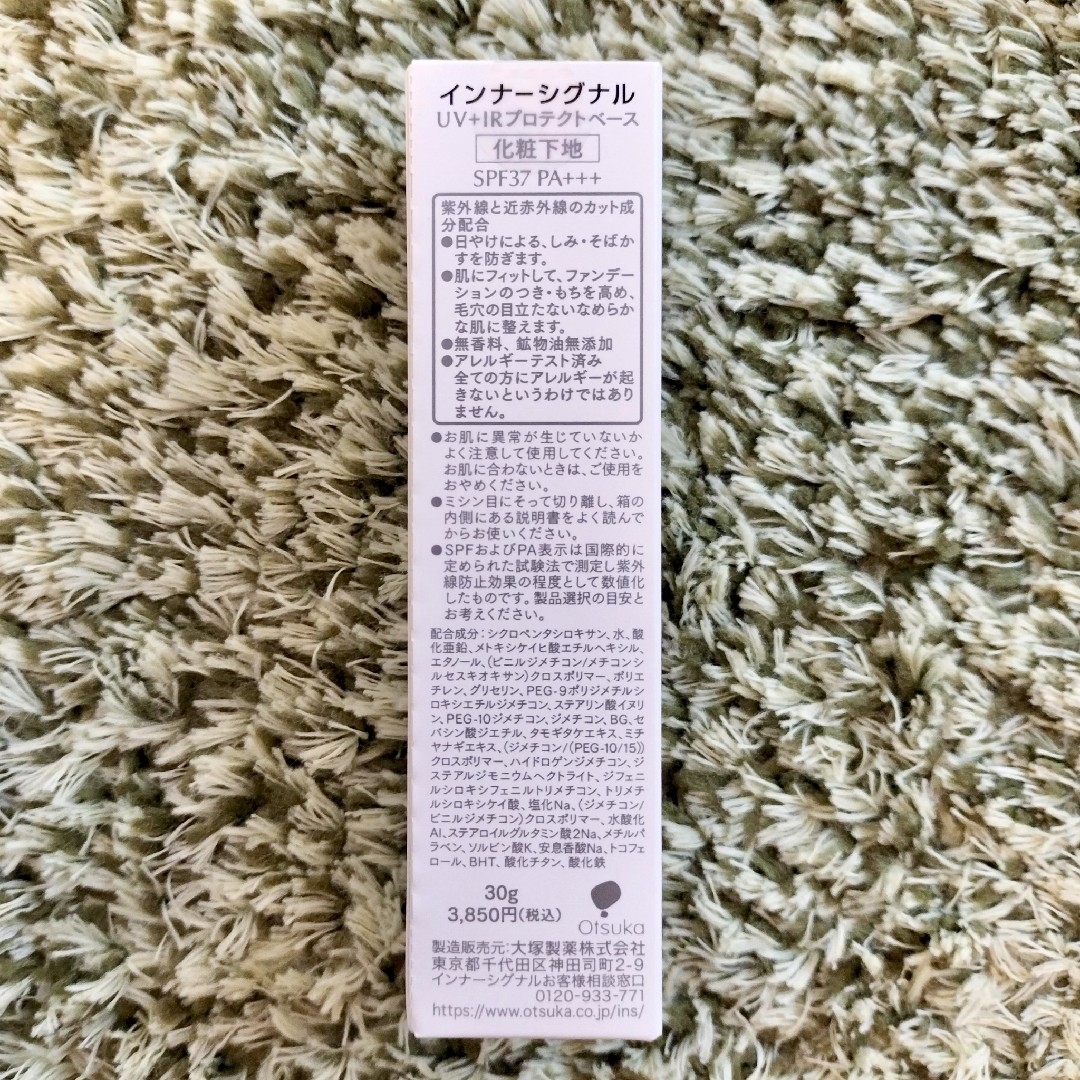 インナーシグナル
UV+IRプロテクトベース
化粧下地
SPF37 PA+++
紫外線と近赤外線のカット成
分配合
●日やけによる、しみ・そばか
すを防ぎます。
●肌にフィットして、ファンデー
ションのつき・もちを高め、
毛穴の目立たないなめらか
な肌に整えます。
●無香料、鉱物油無添加
●アレルギーテスト済み
全ての方にアレルギーが起
きないというわけではあり
ません。
●お肌に異常が生じていないか
よく注意して使用してください。
お肌に合わないときは、ご使用を
おやめください。
●ミシン目にそって切り離し、箱の
内側にある説明書をよく読んで
からお使いください。
●SPFおよびPA表示は国際的に
定められた試験法で測定し紫外
線防止効果の程度として数値化
したものです。製品選択の目安と
お考えください。
配合成分：シクロペンタシロキサン、水、酸
化亜鉛、メトキシケイヒ酸エチルヘキシル、
エタノール、(ビニルジメチコン/メチコンシ
ルセスキオキサン)クロスポリマー、ポリエ
チレン、グリセリン、PEG-9ポリジメチルシ
ロキシエチルジメチコン、ステアリン酸イヌリ
ン、PEG-10ジメチコン、ジメチコン、BG、セ
バシン酸ジエチル、タモギタケエキス、ミチ
ヤナギエキス、(ジメチコン/(PEG-10/15))
クロスポリマー、ハイドロゲンジメチコン、ジ
ステアルジモニウムヘクトライト、ジフェニ
ルシロキシフェニルトリメチコン、トリメチ
ルシロキシケイ酸、塩化Na、(ジメチコン/
ビニルジメチコン)クロスポリマー、水酸化
Al、ステアロイルグルタミン酸2Na、メチルパ
ラベン、ソルビン酸K、安息香酸Na、トコフェ
ロール、BHT、酸化チタン、酸化鉄
30g
3,850円(税込)
Otsuka
製造販売元：大塚製薬株式会社
東京都千代田区神田司町2-9
インナーシグナルお客様相談窓口
0120-933-771
https://www.otsuka.co.jp/ins/